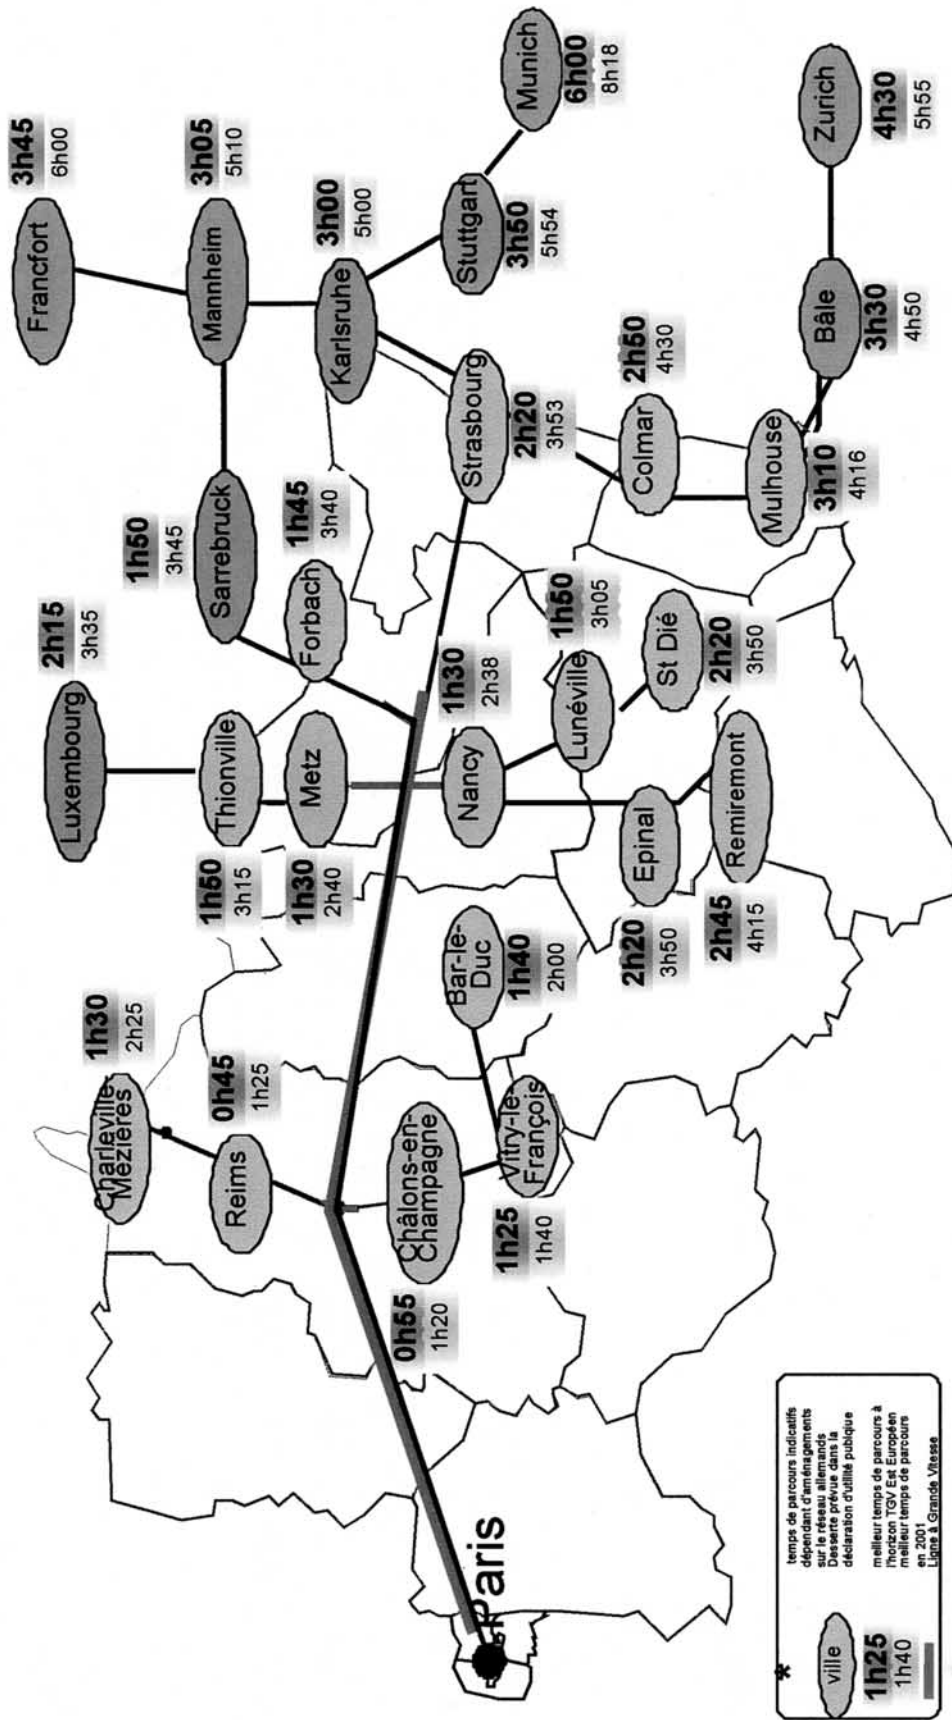 Francfort
3h45
6h00
Mannheim
3h05
5h10
Karlsruhe
3h00
5h00
Stuttgart
3h50
5h54
Munich
6h00
8h18
Zurich
4h30
5h55
Bâle
3h30
4h50
Sarrebruck
1h50
3h45
Forbach
1h45
3h40
Strasbourg
2h20
3h53
Colmar
2h50
4h30
Mulhouse
3h10
4h16
Luxembourg
2h15
3h35
Thionville
1h50
3h15
Metz
1h30
2h40
Nancy
1h30
2h38
Lunéville
1h50
3h05
St Dié
2h20
3h50
Epinal
2h20
3h50
Remiremont
2h45
4h15
Charleville-
Mézières
1h30
2h25
Reims
0h45
1h25
Châlons-en-
Champagne
0h55
1h20
Vitry-le-
François
1h25
1h40
Bar-le-
Duc
1h40
2h00
Paris
*
temps de parcours indicatifs
dépendant d'aménagements
sur le réseau allemands
ville
Desserte prévue dans la
déclaration d'utilité publiqiue
1h25
meilleur temps de parcours à
l'horizon TGV Est Européen
1h40
meilleur temps de parcours
en 2001
Ligne à Grande Vitesse